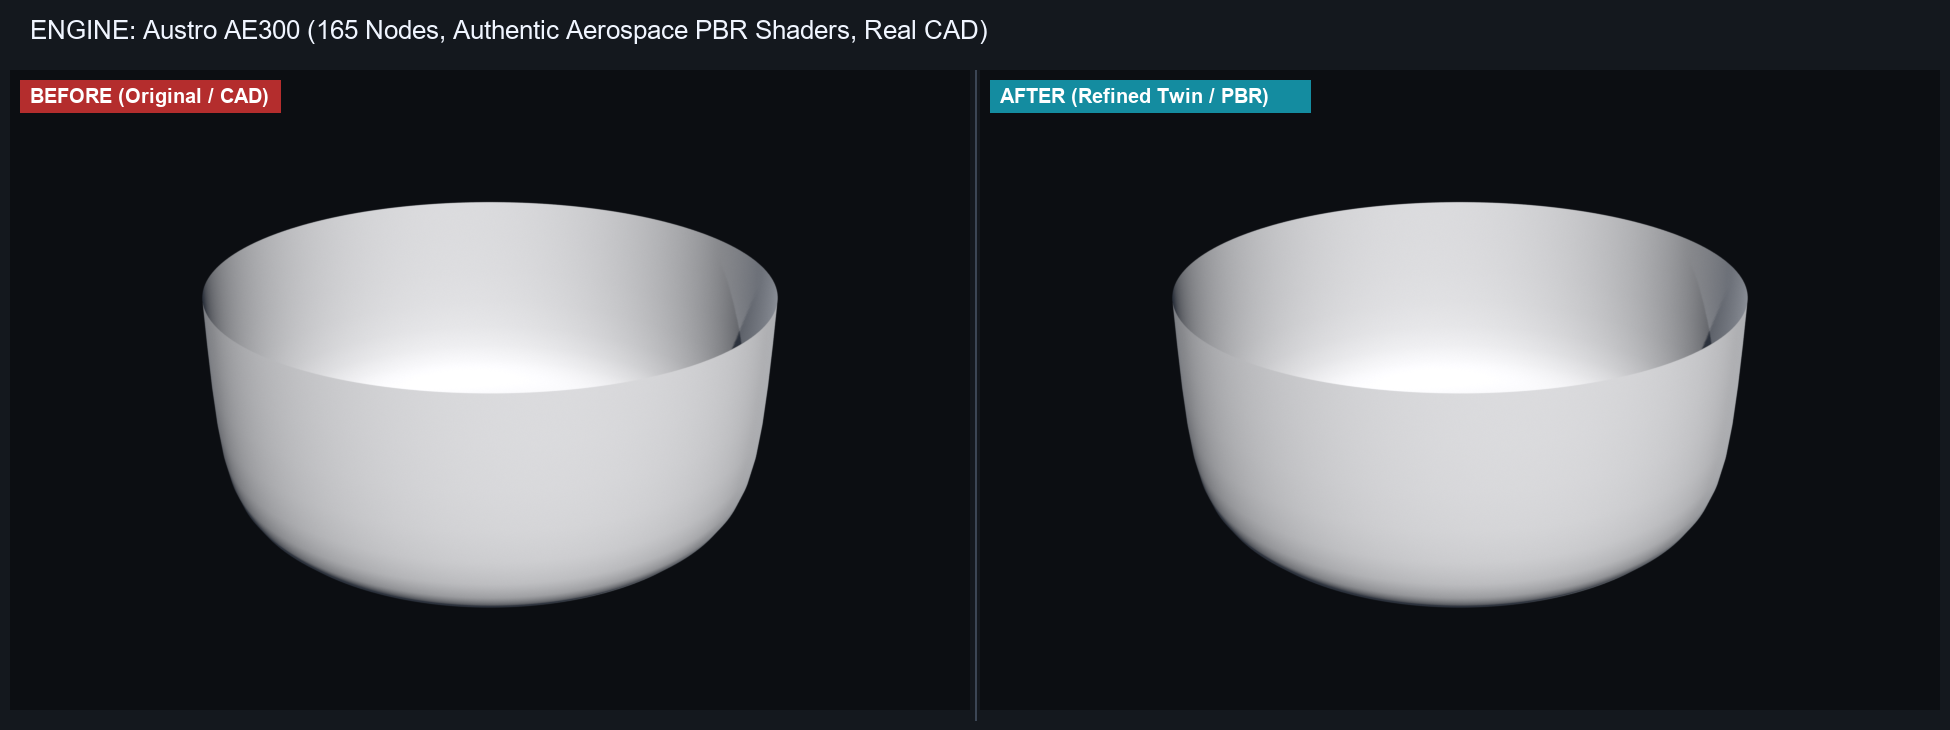 ENGINE: Austro AE300 (165 Nodes, Authentic Aerospace PBR Shaders, Real CAD)
BEFORE (Original / CAD)
AFTER (Refined Twin / PBR)